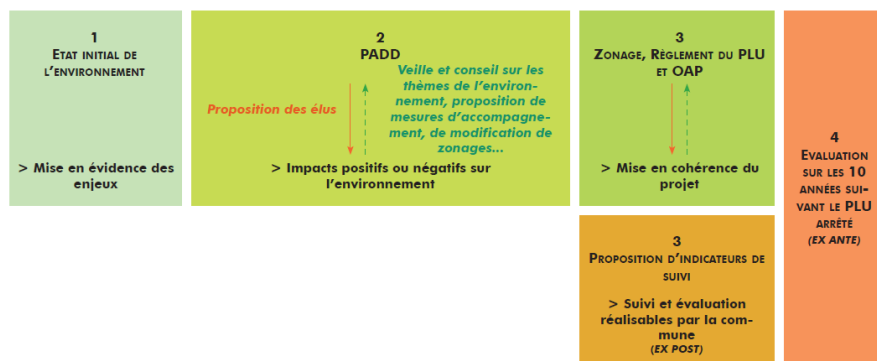 1
Etat initial de
l'environnement
> Mise en évidence des
enjeux
2
PADD
Proposition des élus
Veille et conseil sur les
thèmes de l'environ-
nement, proposition de
mesures d'accompagne-
ment, de modification de
zonages...
> Impacts positifs ou négatifs sur
l'environnement
3
Zonage, Règlement du PLU
et OAP
> Mise en cohérence du
projet
3
Proposition d'indicateurs de
suivi
> Suivi et évaluation
réalisables par la com-
mune
(ex post)
4
Evaluation
sur les 10
années sui-
vant le PLU
arrêté
(ex ante)